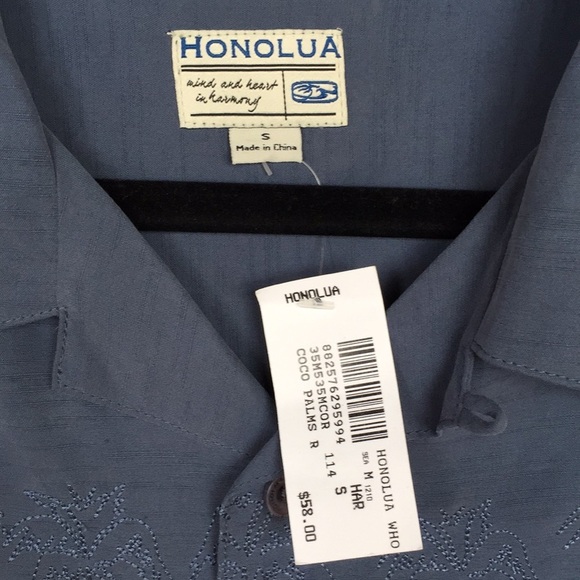 HONOLUA
mind and heart
in harmony
S
Made in China
HONOLUA
882576295994
35M535MCOR
COCO PALMS R 114 S
$58.00
HONOLUA WHO
SEA M 1210
HAR